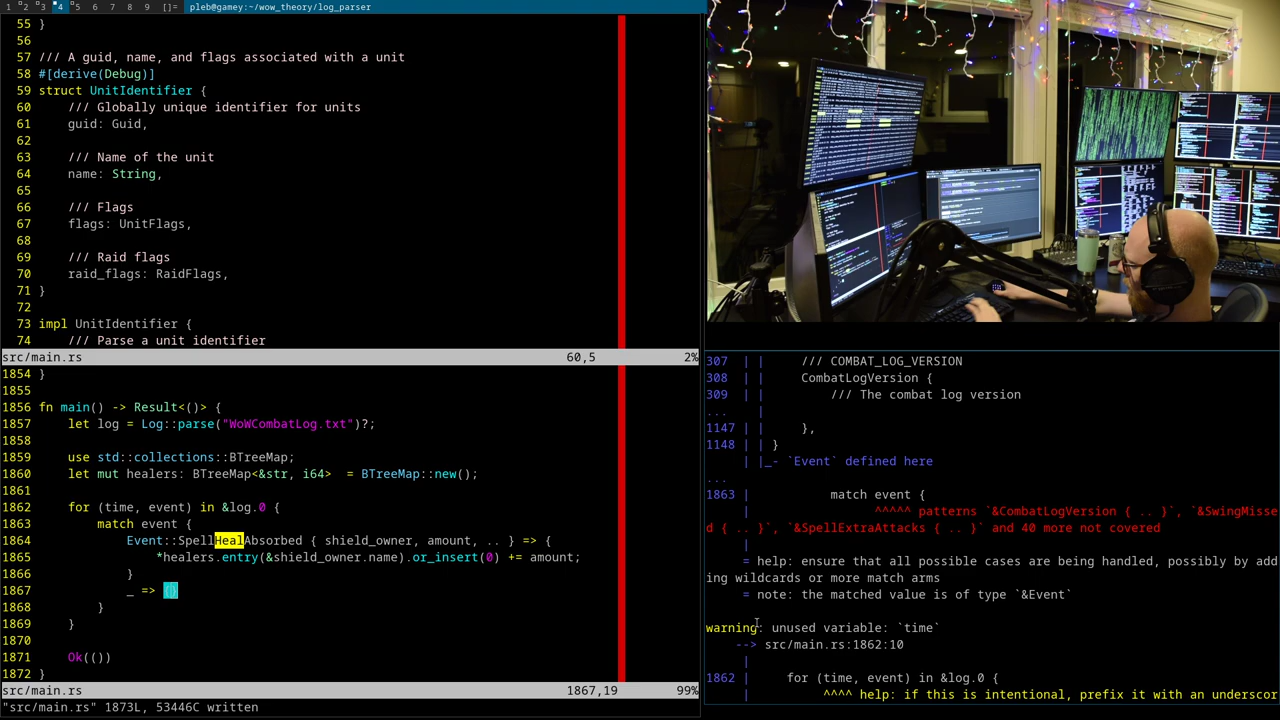 1 2 3 4 5 6 7 8 9 []= pleb@gamey:~/wow_theory/log_parser
55 }
56
57 /// A guid, name, and flags associated with a unit
58 #[derive(Debug)]
59 struct UnitIdentifier {
60 /// Globally unique identifier for units
61 guid: Guid,
62
63 /// Name of the unit
64 name: String,
65
66 /// Flags
67 flags: UnitFlags,
68
69 /// Raid flags
70 raid_flags: RaidFlags,
71 }
72
73 impl UnitIdentifier {
74 /// Parse a unit identifier
src/main.rs 60,5 2%
1854 }
1855
1856 fn main() -> Result<()> {
1857 let log = Log::parse("WoWCombatLog.txt")?;
1858
1859 use std::collections::BTreeMap;
1860 let mut healers: BTreeMap<&str, i64>  = BTreeMap::new();
1861
1862 for (time, event) in &log.0 {
1863 match event {
1864 Event::SpellHealAbsorbed { shield_owner, amount, .. } => {
1865 *healers.entry(&shield_owner.name).or_insert(0) += amount;
1866 }
1867 _ => {}
1868 }
1869 }
1870
1871 Ok(())
1872 }
src/main.rs 1867,19 99%
"src/main.rs" 1873L, 53446C written
307 | | /// COMBAT_LOG_VERSION
308 | | CombatLogVersion {
309 | | /// The combat log version
... |
1147 | | },
1148 | | }
| |_- `Event` defined here
...
1863 | match event {
| ^^^^^ patterns `&CombatLogVersion { .. }`, `&SwingMisse
d { .. }`, `&SpellExtraAttacks { .. }` and 40 more not covered
|
= help: ensure that all possible cases are being handled, possibly by add
ing wildcards or more match arms
= note: the matched value is of type `&Event`
warning: unused variable: `time`
--> src/main.rs:1862:10
|
1862 | for (time, event) in &log.0 {
| ^^^^ help: if this is intentional, prefix it with an underscor